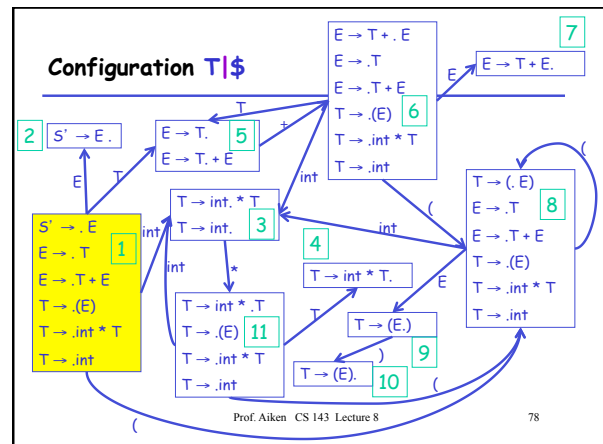 Configuration T|$
E → T + . E
E → .T
E → .T + E
T → .(E)
T → .int * T
T → .int
6
7
E → T + E.
E
2
S' → E .
E → T.
E → T. + E
5
T
+
E
T
int
(
(
S' → . E
E → . T
E → .T + E
T → .(E)
T → .int * T
T → .int
1
int
T → int. * T
T → int.
3
int
*
int
4
T → int * T.
T → (. E)
E → .T
E → .T + E
T → .(E)
T → .int * T
T → .int
8
E
T → int * .T
T → .(E)
T → .int * T
T → .int
11
T
T → (E.)
9
)
T → (E).
10
(
(
Prof. Aiken CS 143 Lecture 8
78